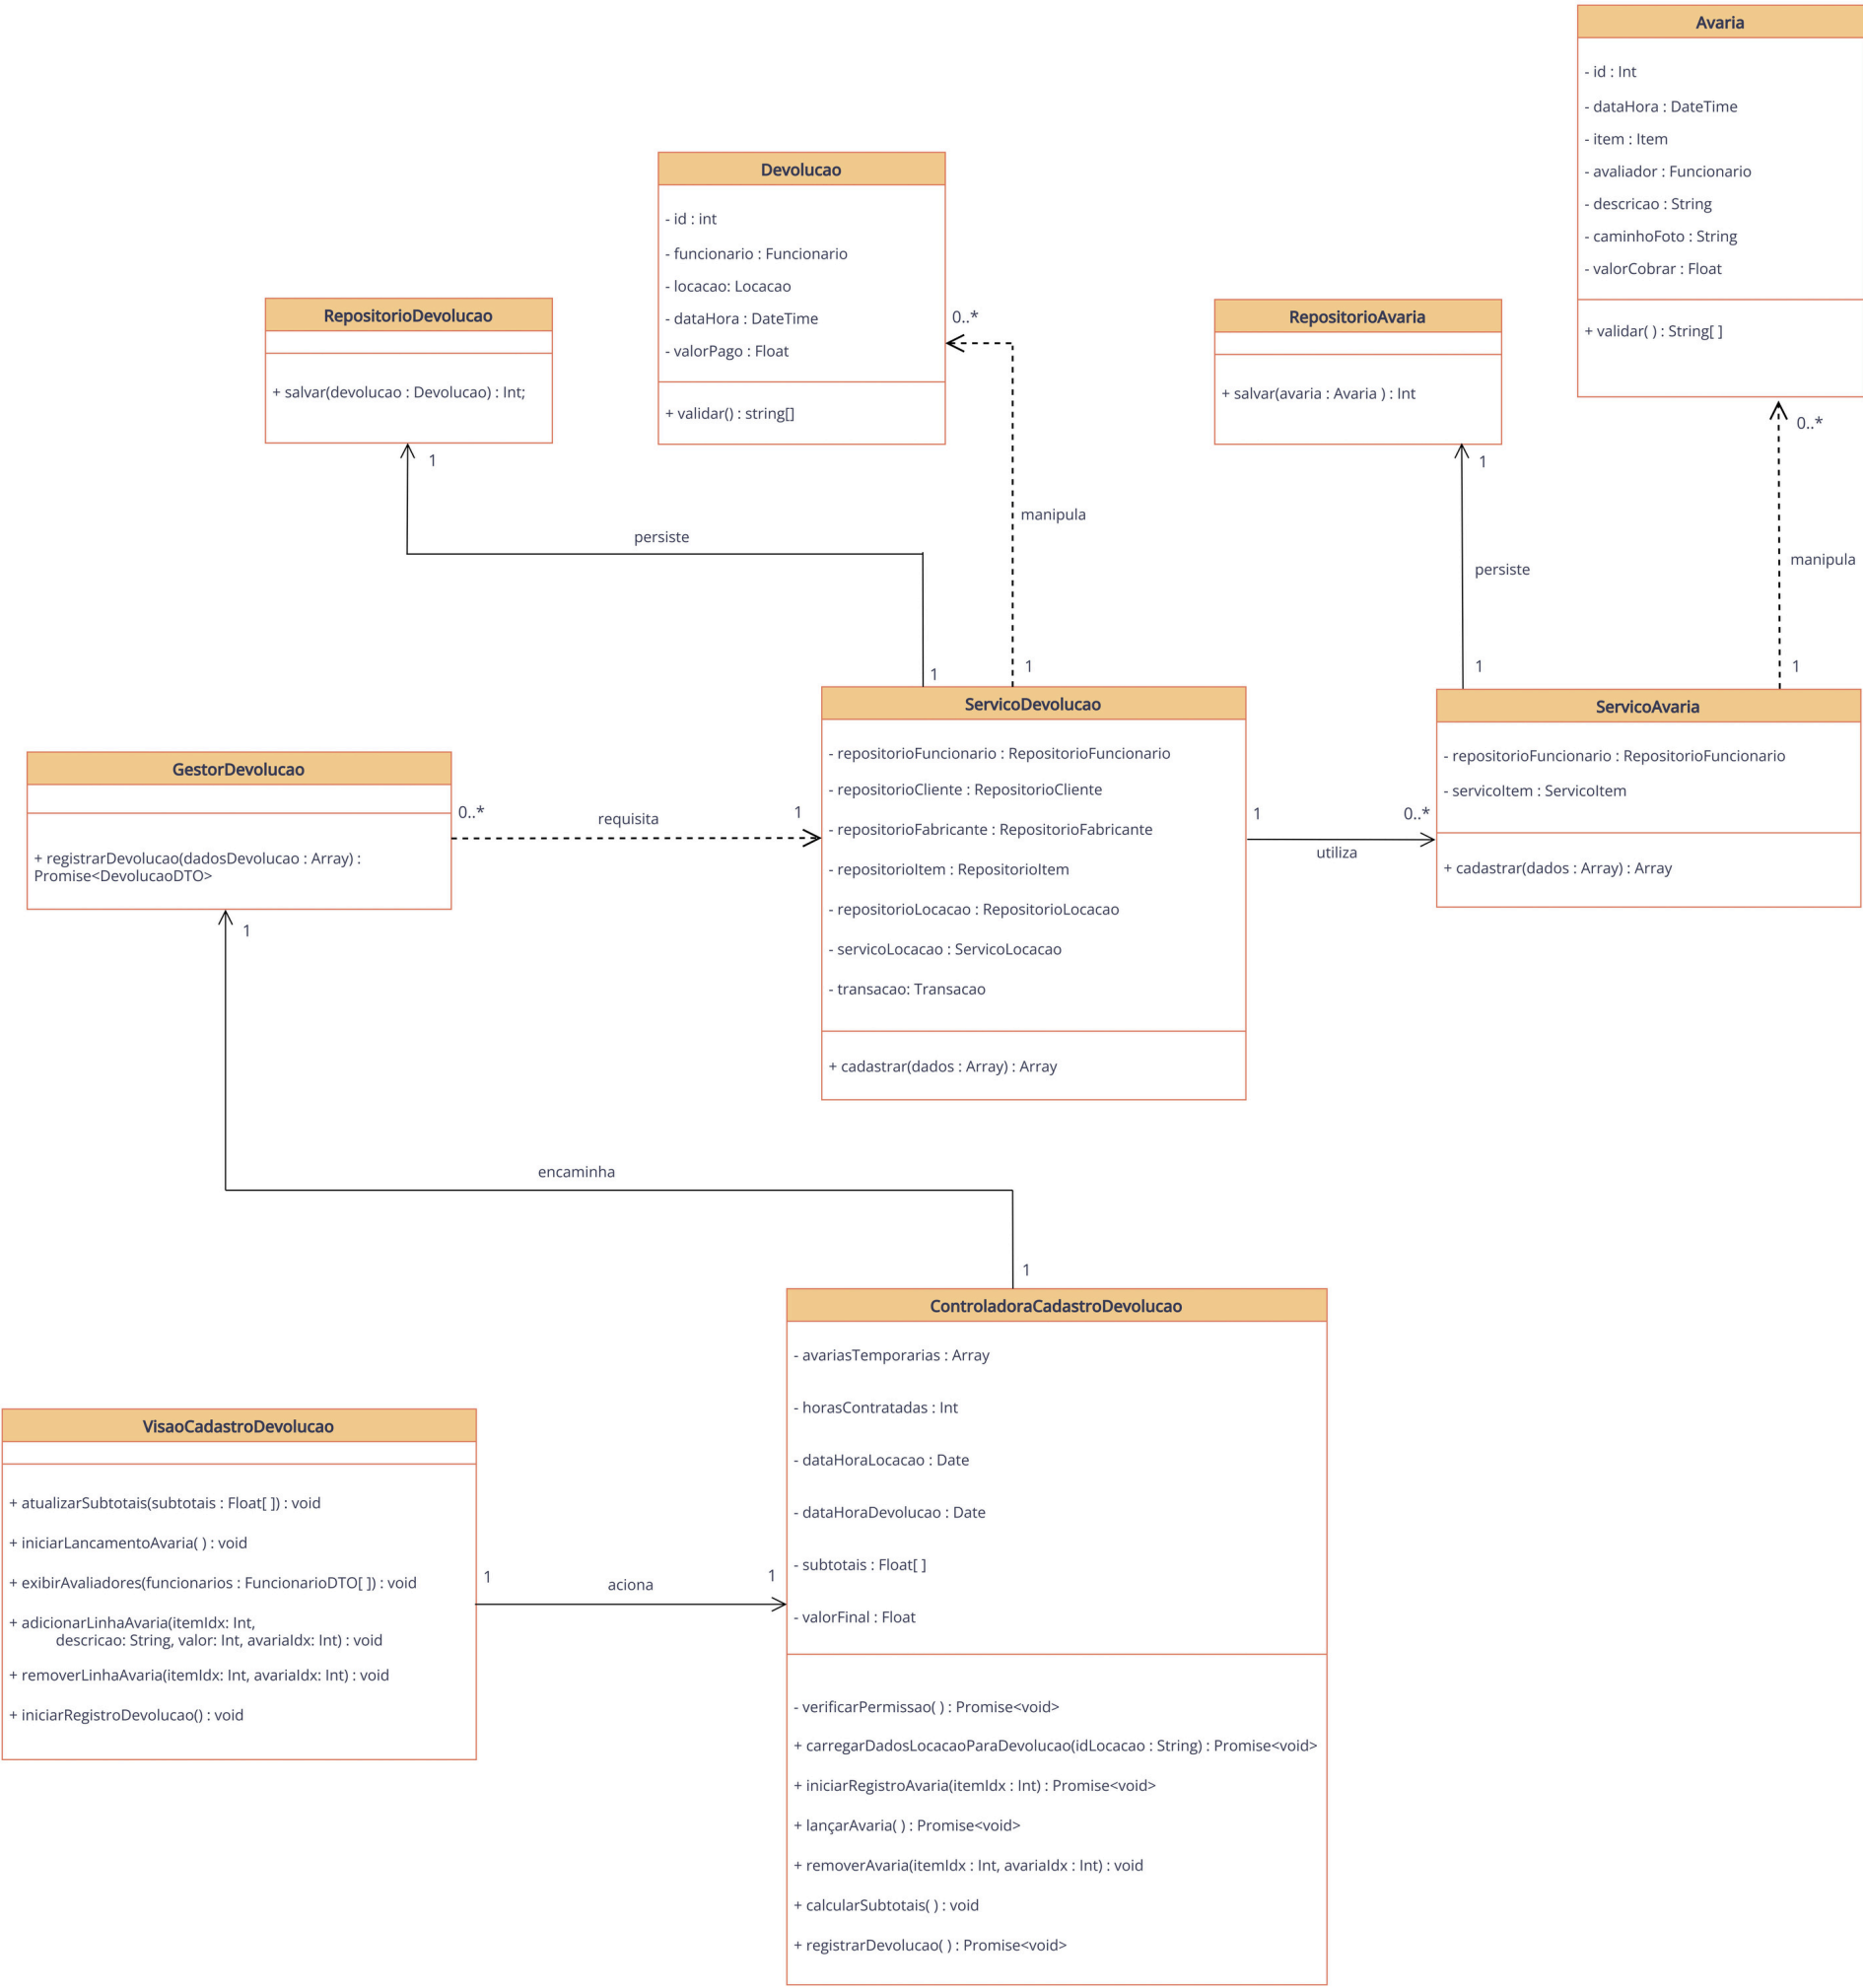 Avaria
- id : Int
- dataHora : DateTime
- item : Item
- avaliador : Funcionario
- descricao : String
- caminhoFoto : String
- valorCobrar : Float
+ validar( ) : String[ ]
0..*
manipula
1
Devolucao
- id : int
- funcionario : Funcionario
- locacao: Locacao
- dataHora : DateTime
- valorPago : Float
+ validar() : string[]
0..*
manipula
1
RepositorioDevolucao
+ salvar(devolucao : Devolucao) : Int;
1
persiste
1
RepositorioAvaria
+ salvar(avaria : Avaria ) : Int
1
persiste
1
ServicoDevolucao
- repositorioFuncionario : RepositorioFuncionario
- repositorioCliente : RepositorioCliente
- repositorioFabricante : RepositorioFabricante
- repositorioItem : RepositorioItem
- repositorioLocacao : RepositorioLocacao
- servicoLocacao : ServicoLocacao
- transacao: Transacao
+ cadastrar(dados : Array) : Array
1
0..*
utiliza
ServicoAvaria
- repositorioFuncionario : RepositorioFuncionario
- servicoItem : ServicoItem
+ cadastrar(dados : Array) : Array
GestorDevolucao
+ registrarDevolucao(dadosDevolucao : Array) :
Promise<DevolucaoDTO>
0..*
requisita
1
1
encaminha
1
ControladoraCadastroDevolucao
- avariasTemporarias : Array
- horasContratadas : Int
- dataHoraLocacao : Date
- dataHoraDevolucao : Date
- subtotais : Float[ ]
- valorFinal : Float
- verificarPermissao( ) : Promise<void>
+ carregarDadosLocacaoParaDevolucao(idLocacao : String) : Promise<void>
+ iniciarRegistroAvaria(itemIdx : Int) : Promise<void>
+ lançarAvaria( ) : Promise<void>
+ removerAvaria(itemIdx : Int, avariaIdx : Int) : void
+ calcularSubtotais( ) : void
+ registrarDevolucao( ) : Promise<void>
VisaoCadastroDevolucao
+ atualizarSubtotais(subtotais : Float[ ]) : void
+ iniciarLancamentoAvaria( ) : void
+ exibirAvaliadores(funcionarios : FuncionarioDTO[ ]) : void
+ adicionarLinhaAvaria(itemIdx: Int,
descricao: String, valor: Int, avariaIdx: Int) : void
+ removerLinhaAvaria(itemIdx: Int, avariaIdx: Int) : void
+ iniciarRegistroDevolucao() : void
1
aciona
1